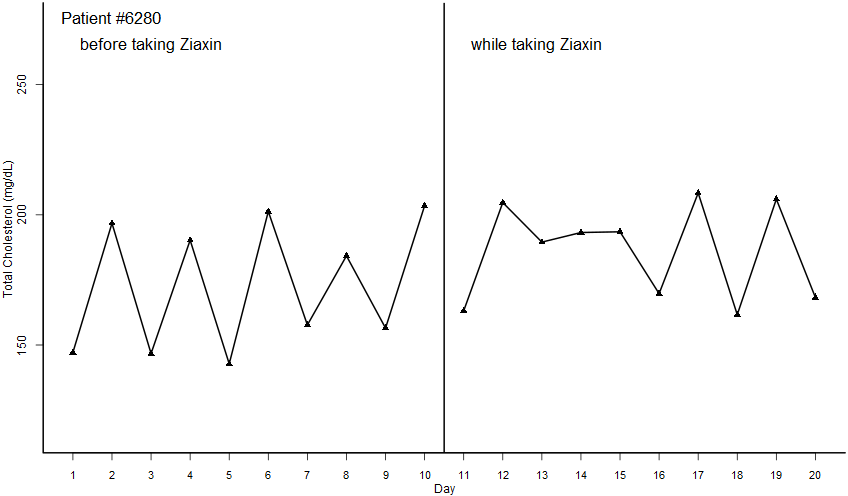 Patient #6280
before taking Ziaxin
while taking Ziaxin
250
200
150
Total Cholesterol (mg/dL)
1 2 3 4 5 6 7 8 9 10 11 12 13 14 15 16 17 18 19 20
Day